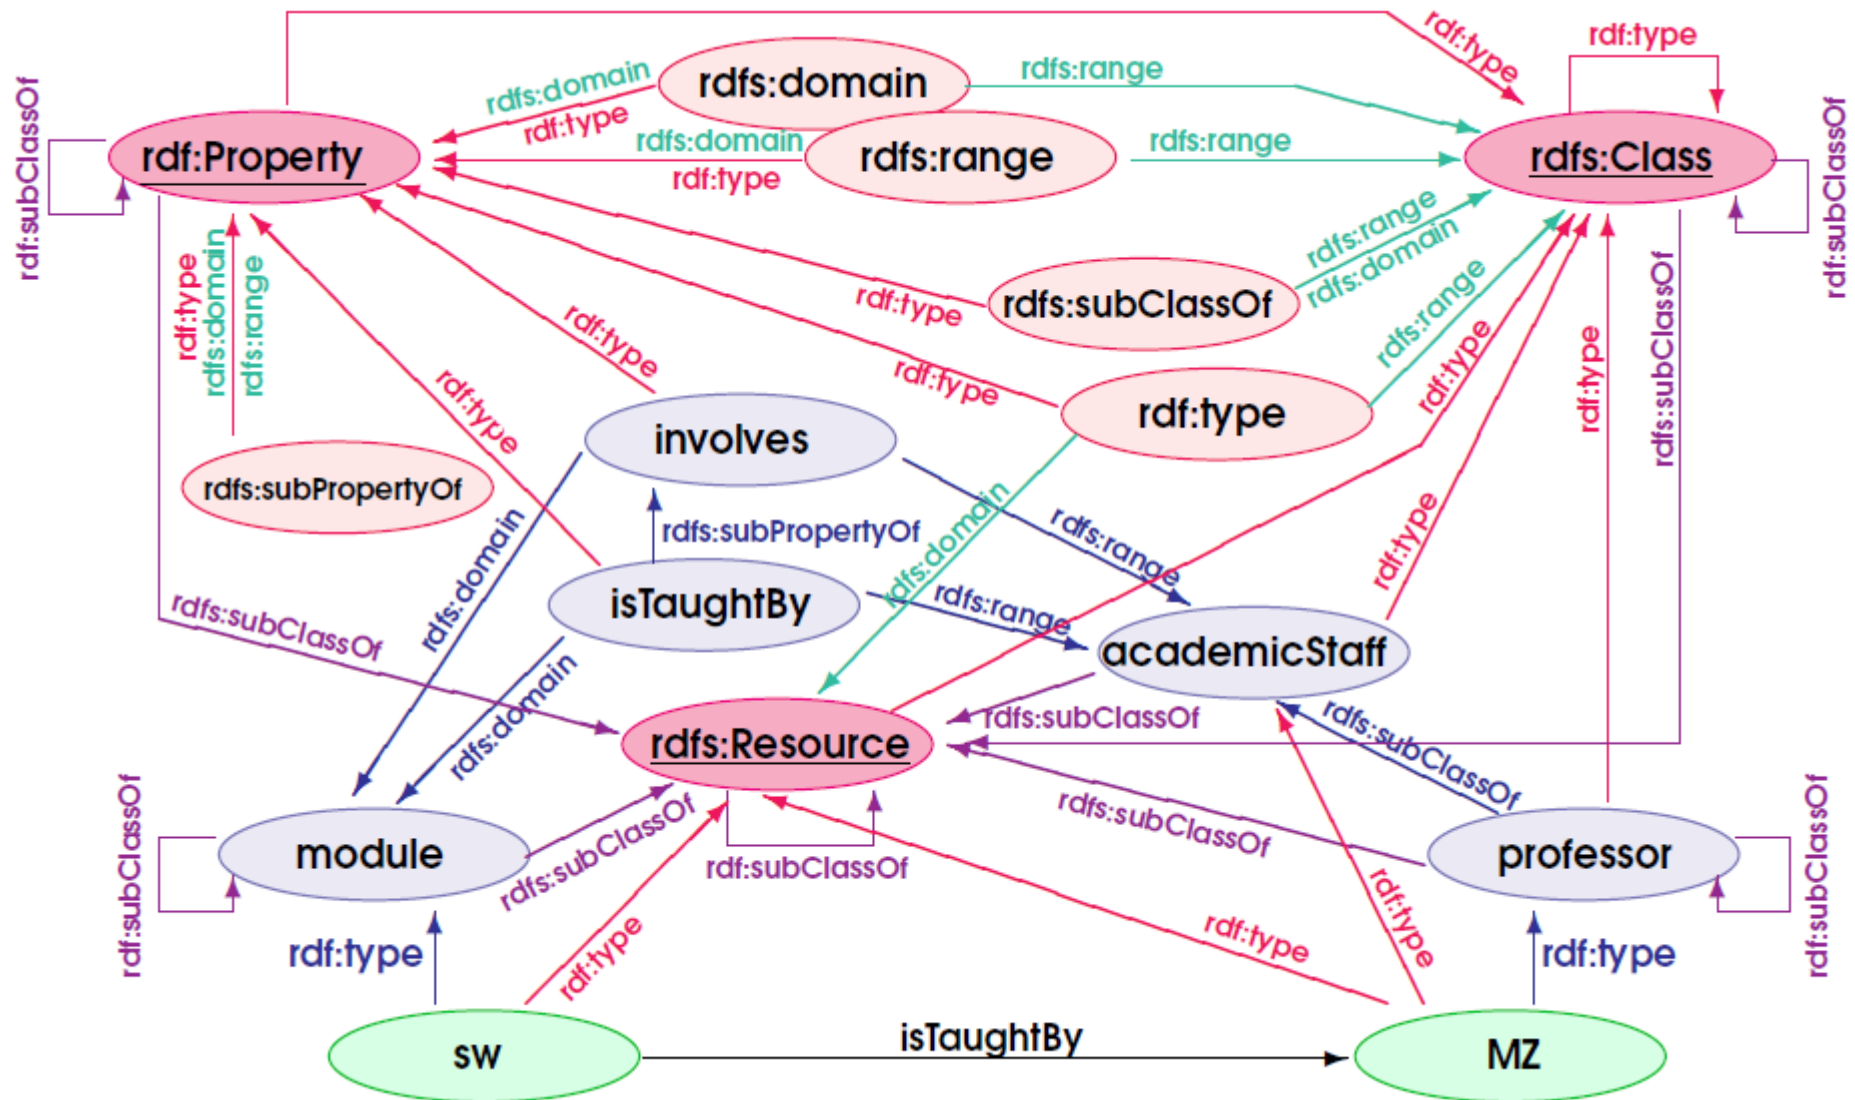 rdf:type
rdf:type
rdfs:domain
rdfs:domain
rdfs:range
rdf:type
rdf:subClassOf
rdf:Property
rdfs:domain
rdf:type
rdfs:range
rdfs:range
rdfs:Class
rdf:subClassOf
rdfs:range
rdfs:domain
rdf:type
rdfs:domain
rdfs:range
rdf:type
rdfs:subClassOf
rdfs:range
rdf:type
rdfs:subClassOf
rdf:type
rdf:type
rdf:type
rdf:type
rdf:type
rdf:type
involves
rdfs:subPropertyOf
rdfs:subPropertyOf
rdfs:domain
rdfs:domain
rdfs:range
rdf:type
isTaughtBy
rdfs:range
rdfs:subClassOf
academicStaff
rdfs:domain
rdfs:subClassOf
rdfs:Resource
rdfs:subClassOf
rdf:subClassOf
module
rdfs:subClassOf
rdf:subClassOf
rdfs:subClassOf
professor
rdf:subClassOf
rdf:type
rdf:type
rdf:type
rdf:type
rdf:type
isTaughtBy
sw
MZ